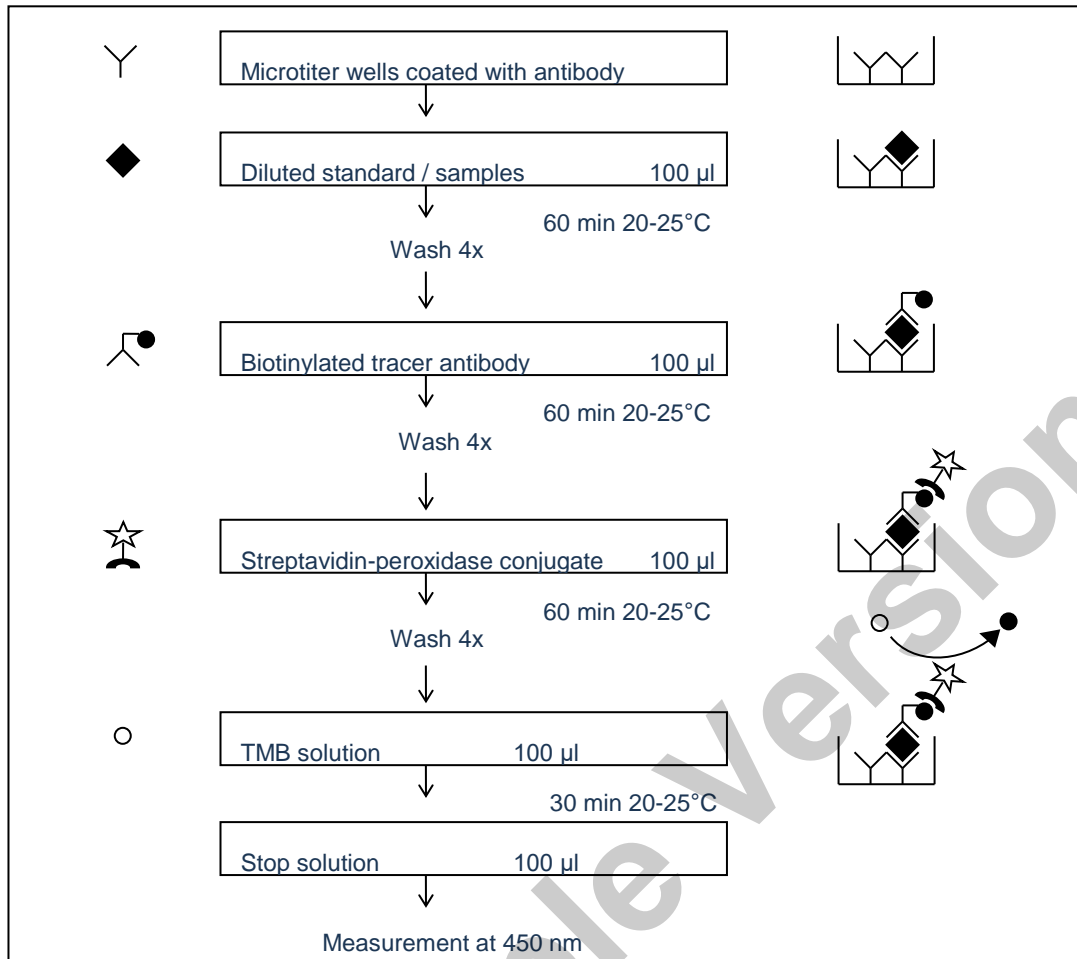 Microtiter wells coated with antibody
Diluted standard / samples 100 µl
60 min 20-25°C
Wash 4x
Biotinylated tracer antibody 100 µl
60 min 20-25°C
Wash 4x
Streptavidin-peroxidase conjugate 100 µl
60 min 20-25°C
Wash 4x
TMB solution 100 µl
30 min 20-25°C
Stop solution 100 µl
Measurement at 450 nm
le Version